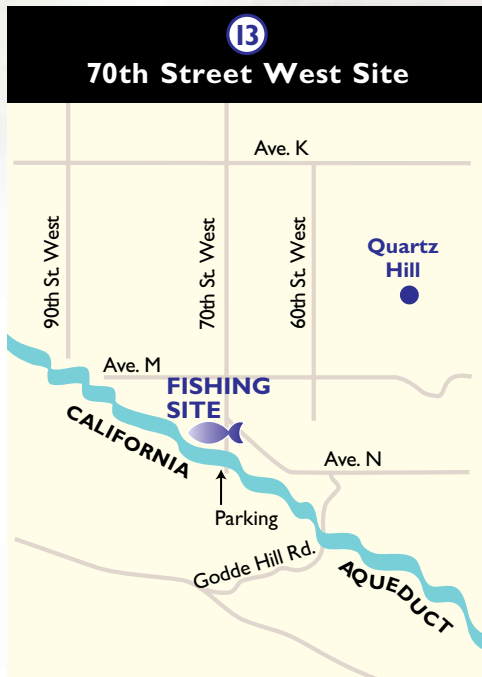 13
70th Street West Site
Ave. K
90th St. West
70th St. West
60th St. West
Quartz
Hill
Ave. M
FISHING
SITE
CALIFORNIA
Ave. N
Parking
Godde Hill Rd.
AQUEDUCT